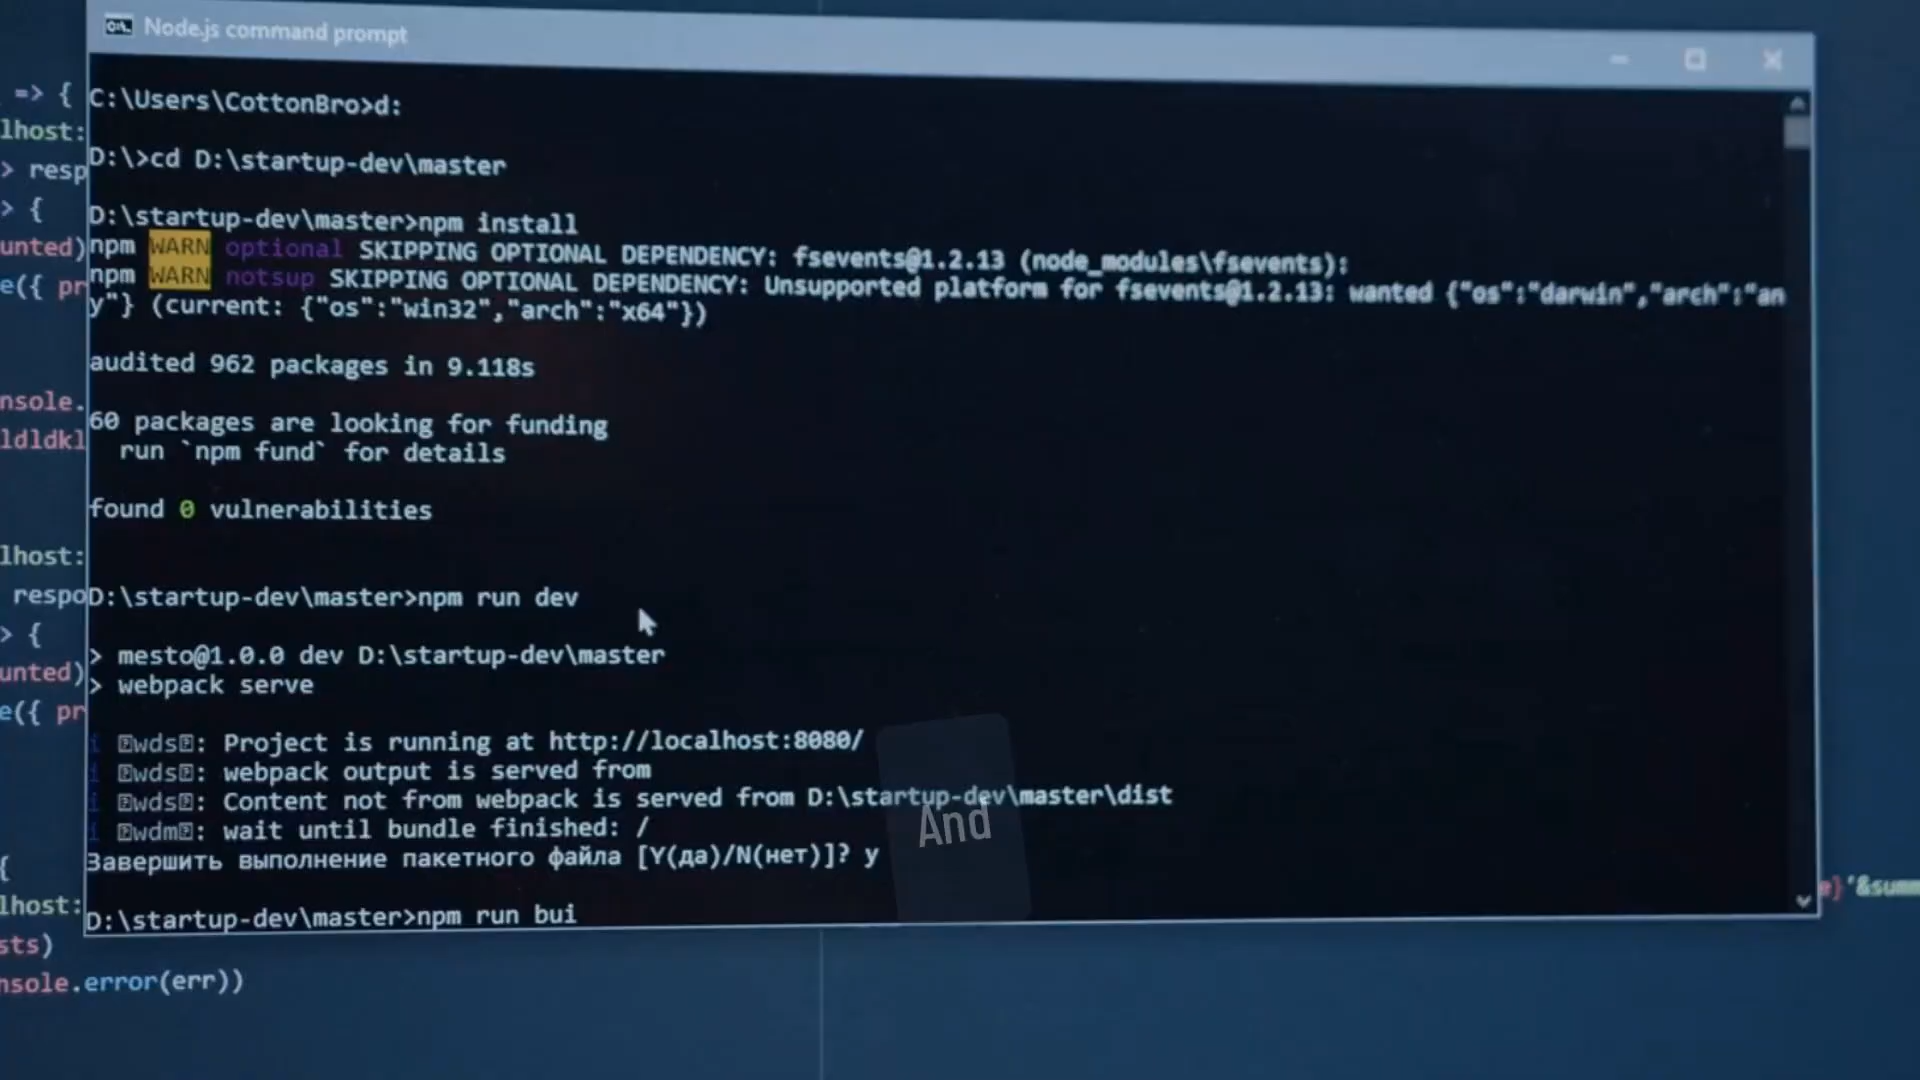 Node.js command prompt
C:\Users\CottonBro>d:
D:\>cd D:\startup-dev\master
D:\startup-dev\master>npm install
npm WARN optional SKIPPING OPTIONAL DEPENDENCY: fsevents@1.2.13 (node_modules\fsevents):
npm WARN notsup SKIPPING OPTIONAL DEPENDENCY: Unsupported platform for fsevents@1.2.13: wanted {"os":"darwin","arch":"an
y"} (current: {"os":"win32","arch":"x64"})
audited 962 packages in 9.118s
60 packages are looking for funding
run `npm fund` for details
found 0 vulnerabilities
D:\startup-dev\master>npm run dev
> mesto@1.0.0 dev D:\startup-dev\master
> webpack serve
i wds: Project is running at http://localhost:8080/
i wds: webpack output is served from
i wds: Content not from webpack is served from D:\startup-dev\master\dist
i wdm: wait until bundle finished: /
Завершить выполнение пакетного файла [Y(да)/N(нет)]? y
D:\startup-dev\master>npm run bui
And
=> {
lhost:
> resp
> {
unted)
e({ pr
nsole.
ldldkl
lhost:
respo
> {
unted)
e({ pr
{
lhost:
sts)
nsole.error(err))
}'&summ